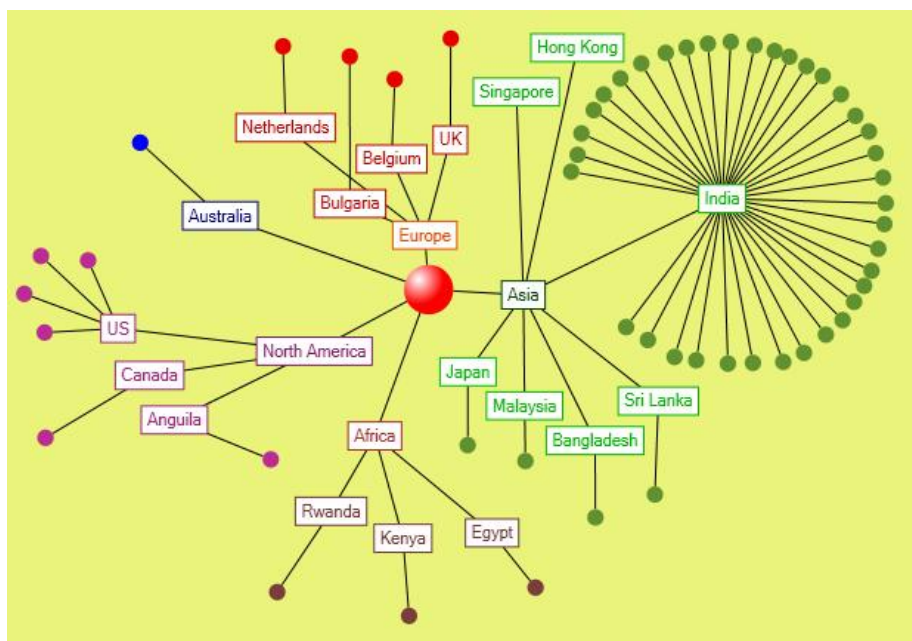 Hong Kong
Singapore
Netherlands
UK
Belgium
India
Bulgaria
Australia
Europe
Asia
US
North America
Canada
Japan
Sri Lanka
Malaysia
Anguila
Africa
Bangladesh
Rwanda
Egypt
Kenya